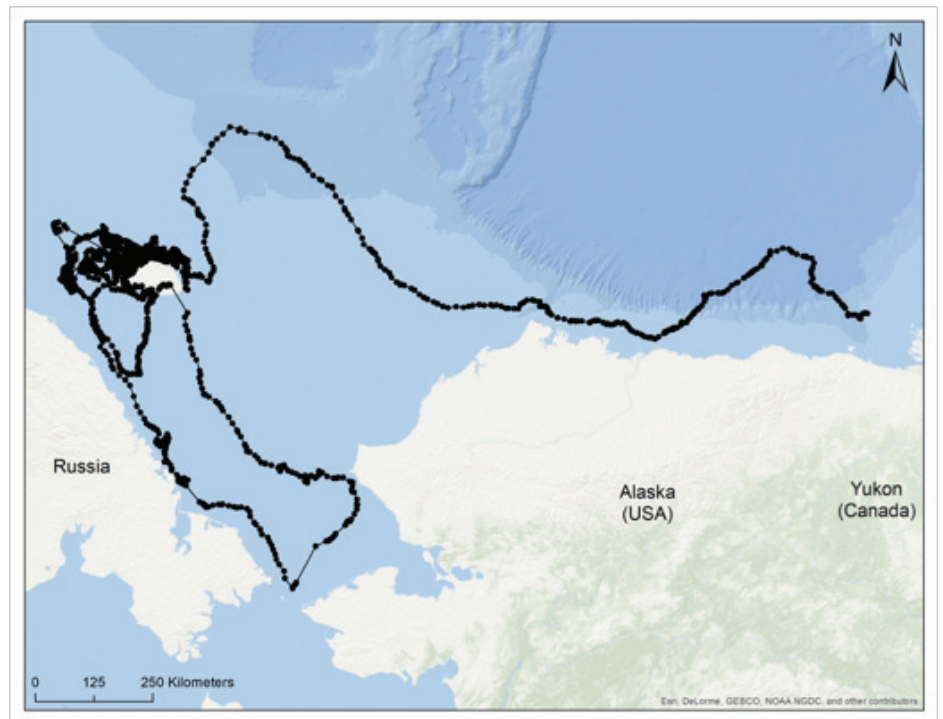 N
Russia
Alaska
(USA)
Yukon
(Canada)
0 125 250 Kilometers
Esri, DeLorme, GEBCO, NOAA NGDC, and other contributors